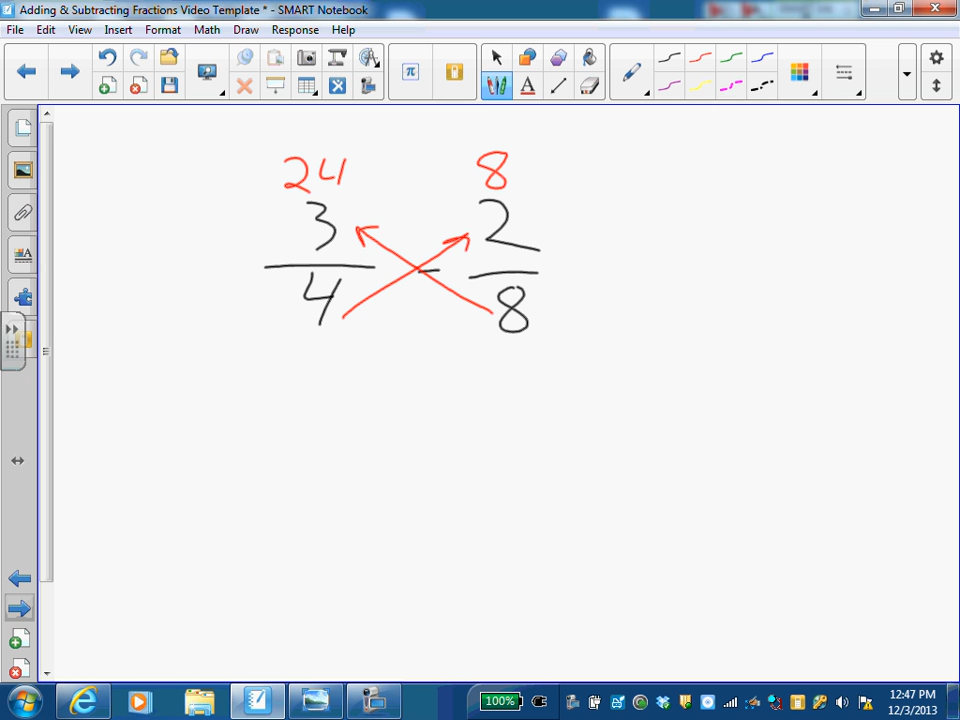 Adding & Subtracting Fractions Video Template * - SMART Notebook
File Edit View Insert Format Math Draw Response Help
π
A
24 8
3 2
-
4 8
100%
12:47 PM
12/3/2013